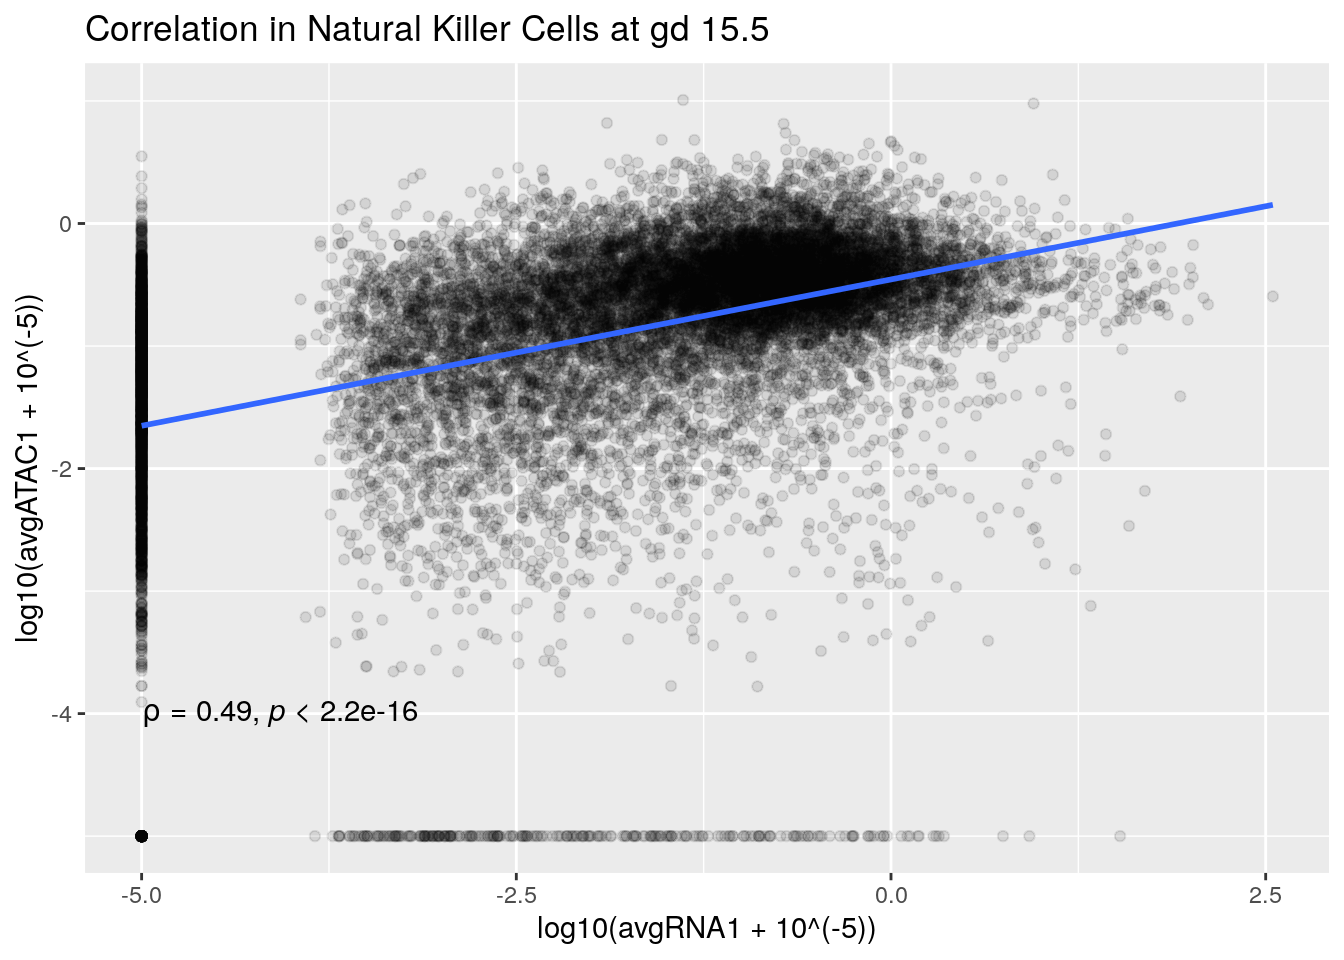 Correlation in Natural Killer Cells at gd 15.5
log10(avgATAC1 + 10^(-5))
0
-2
-4
ρ = 0.49, p < 2.2e-16
-5.0
-2.5
0.0
2.5
log10(avgRNA1 + 10^(-5))